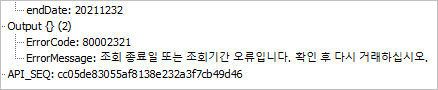 endDate: 20211232
Output {} (2)
ErrorCode: 80002321
ErrorMessage: 조회 종료일 또는 조회기간 오류입니다. 확인 후 다시 거래하십시오.
API_SEQ: cc05de83055af8138e232a3f7cb49d46